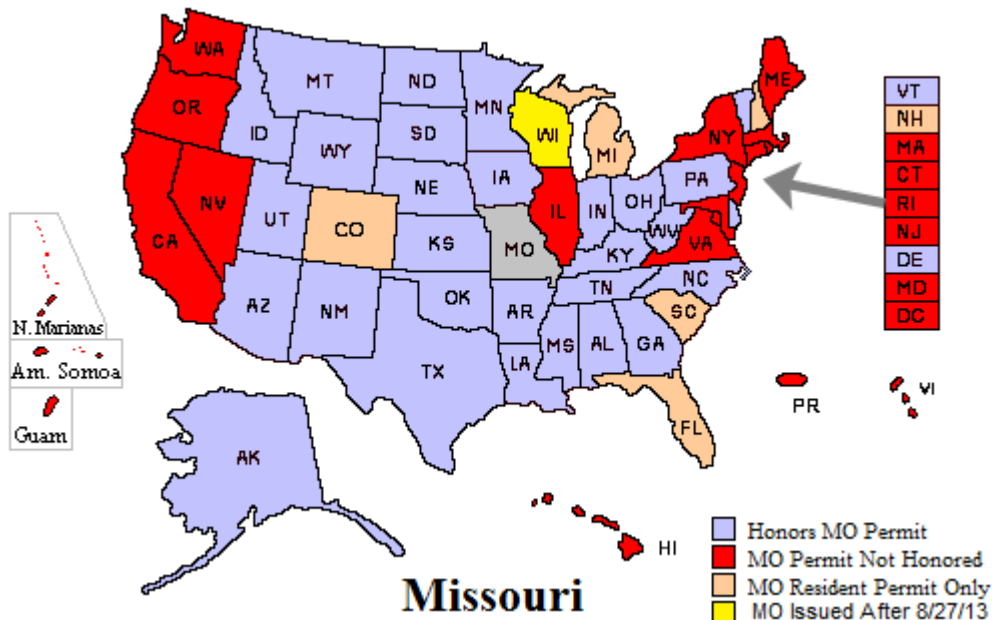 WA
ME
MT
ND
VT
MN
OR
NH
NY
ID
SD
WI
MA
WY
MI
CT
IA
PA
NE
RI
NV
OH
IL
IN
NJ
UT
CO
WV
VA
DE
CA
KS
MO
KY
MD
NC
TN
DC
OK
AZ
NM
AR
SC
N. Marianas
MS
AL
GA
LA
Am. Somoa
TX
VI
PR
FL
Guam
AK
Honors MO Permit
HI
MO Permit Not Honored
MO Resident Permit Only
Missouri
MO Issued After 8/27/13